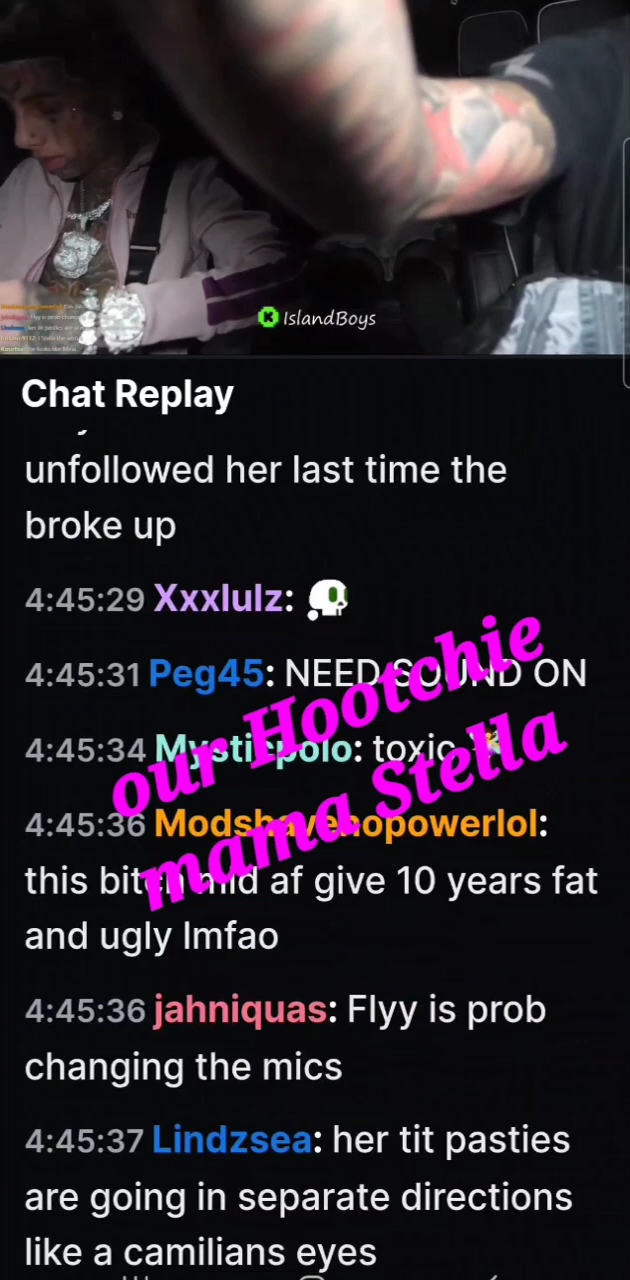 IslandBoys
Chat Replay
unfollowed her last time the
broke up
4:45:29 Xxxlulz:
4:45:31 Peg45: NEED SOUND ON
4:45:34 Mysticpolo: toxic
our Hootchie
mama Stella
4:45:36 Modshavenopowerlol:
this bitch mid af give 10 years fat
and ugly lmfao
4:45:36 jahniquas: Flyy is prob
changing the mics
4:45:37 Lindzsea: her tit pasties
are going in separate directions
like a camilians eyes